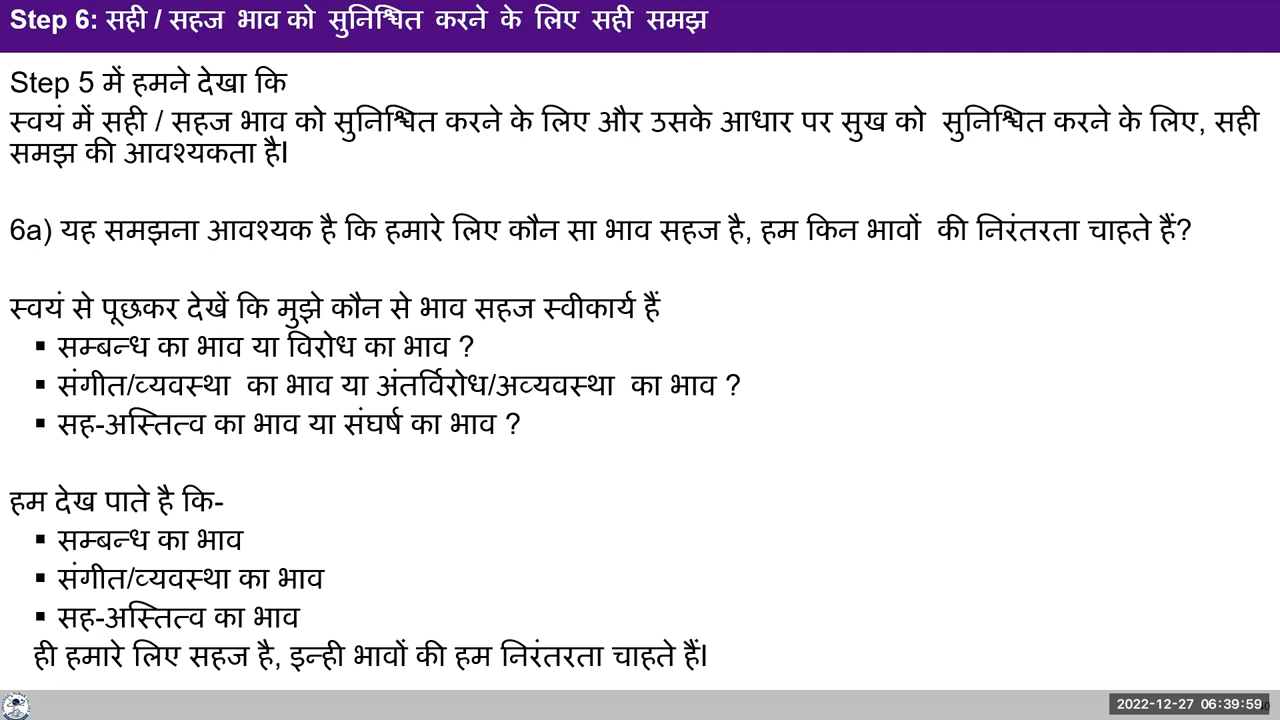 Step 6: सही / सहज भाव को सुनिश्चित करने के लिए सही समझ
Step 5 में हमने देखा कि
स्वयं में सही / सहज भाव को सुनिश्चित करने के लिए और उसके आधार पर सुख को सुनिश्चित करने के लिए, सही
समझ की आवश्यकता है।
6a) यह समझना आवश्यक है कि हमारे लिए कौन सा भाव सहज है, हम किन भावों की निरंतरता चाहते हैं?
स्वयं से पूछकर देखें कि मुझे कौन से भाव सहज स्वीकार्य हैं
▪ सम्बन्ध का भाव या विरोध का भाव ?
▪ संगीत/व्यवस्था का भाव या अंतर्विरोध/अव्यवस्था का भाव ?
▪ सह-अस्तित्व का भाव या संघर्ष का भाव ?
हम देख पाते है कि-
▪ सम्बन्ध का भाव
▪ संगीत/व्यवस्था का भाव
▪ सह-अस्तित्व का भाव
ही हमारे लिए सहज है, इन्ही भावों की हम निरंतरता चाहते हैं।
2022-12-27 06:39:59